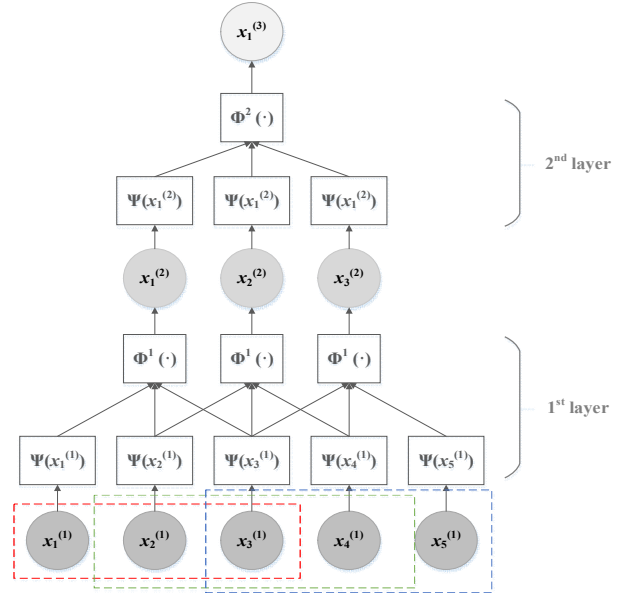 x₁⁽³⁾
Φ² (·)
2ⁿᵈ layer
Ψ(x₁⁽²⁾) Ψ(x₁⁽²⁾) Ψ(x₁⁽²⁾)
x₁⁽²⁾ x₂⁽²⁾ x₃⁽²⁾
Φ¹ (·) Φ¹ (·) Φ¹ (·)
1ˢᵗ layer
Ψ(x₁⁽¹⁾) Ψ(x₂⁽¹⁾) Ψ(x₃⁽¹⁾) Ψ(x₄⁽¹⁾) Ψ(x₅⁽¹⁾)
x₁⁽¹⁾ x₂⁽¹⁾ x₃⁽¹⁾ x₄⁽¹⁾ x₅⁽¹⁾